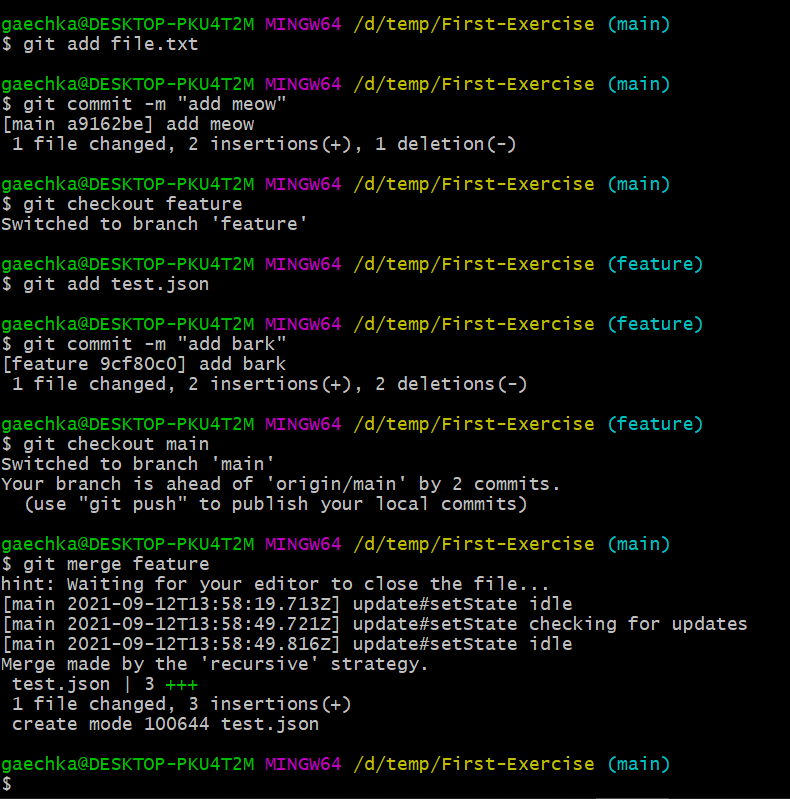 gaechka@DESKTOP-PKU4T2M MINGW64 /d/temp/First-Exercise (main)
$ git add file.txt
gaechka@DESKTOP-PKU4T2M MINGW64 /d/temp/First-Exercise (main)
$ git commit -m "add meow"
[main a9162be] add meow
 1 file changed, 2 insertions(+), 1 deletion(-)
gaechka@DESKTOP-PKU4T2M MINGW64 /d/temp/First-Exercise (main)
$ git checkout feature
Switched to branch 'feature'
gaechka@DESKTOP-PKU4T2M MINGW64 /d/temp/First-Exercise (feature)
$ git add test.json
gaechka@DESKTOP-PKU4T2M MINGW64 /d/temp/First-Exercise (feature)
$ git commit -m "add bark"
[feature 9cf80c0] add bark
 1 file changed, 2 insertions(+), 2 deletions(-)
gaechka@DESKTOP-PKU4T2M MINGW64 /d/temp/First-Exercise (feature)
$ git checkout main
Switched to branch 'main'
Your branch is ahead of 'origin/main' by 2 commits.
  (use "git push" to publish your local commits)
gaechka@DESKTOP-PKU4T2M MINGW64 /d/temp/First-Exercise (main)
$ git merge feature
hint: Waiting for your editor to close the file...
[main 2021-09-12T13:58:19.713Z] update#setState idle
[main 2021-09-12T13:58:49.721Z] update#setState checking for updates
[main 2021-09-12T13:58:49.816Z] update#setState idle
Merge made by the 'recursive' strategy.
 test.json | 3 +++
 1 file changed, 3 insertions(+)
 create mode 100644 test.json
gaechka@DESKTOP-PKU4T2M MINGW64 /d/temp/First-Exercise (main)
$